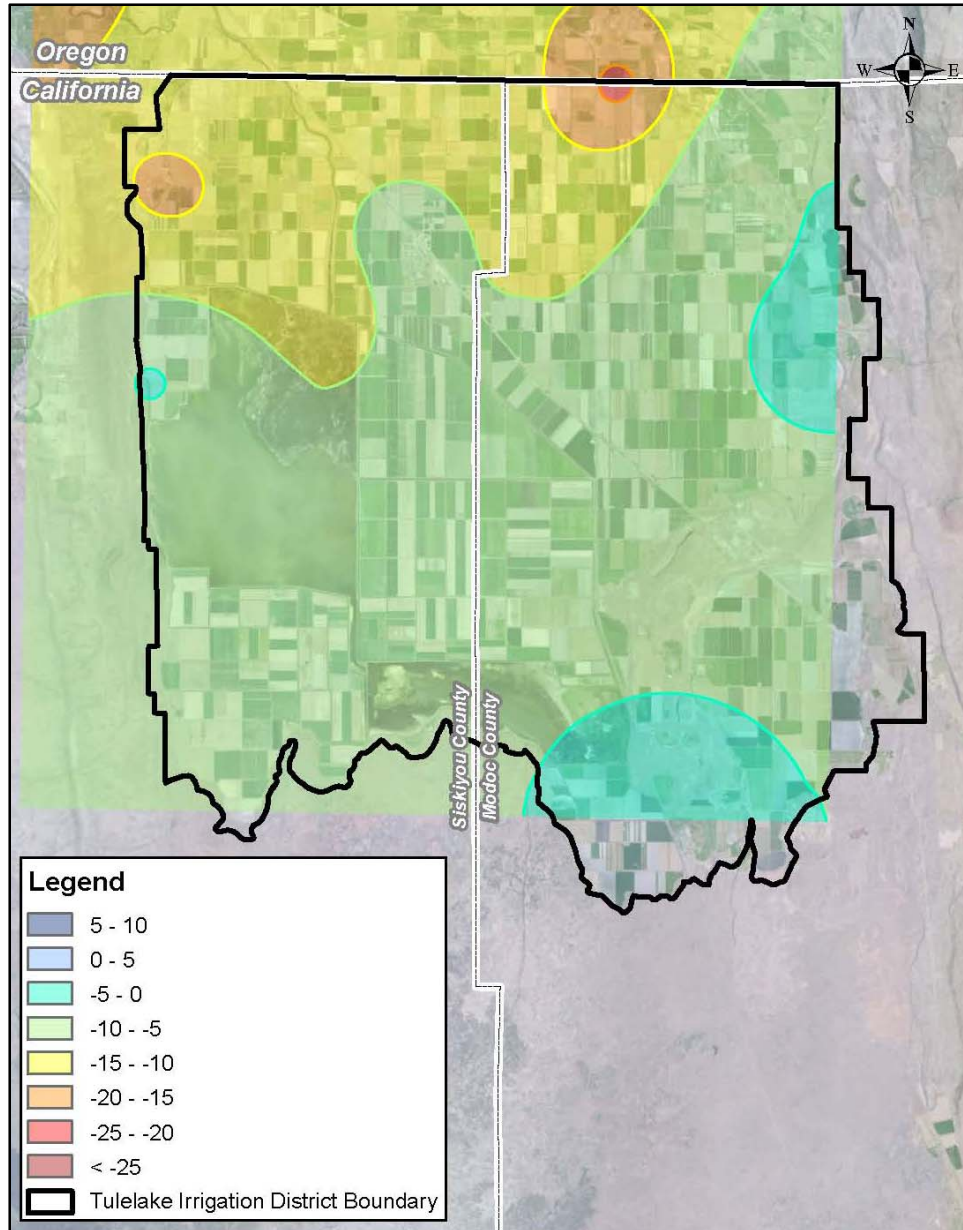 Oregon
California
N
W
E
S
Siskiyou County
Modoc County
Legend
5 - 10
0 - 5
-5 - 0
-10 - -5
-15 - -10
-20 - -15
-25 - -20
< -25
Tulelake Irrigation District Boundary